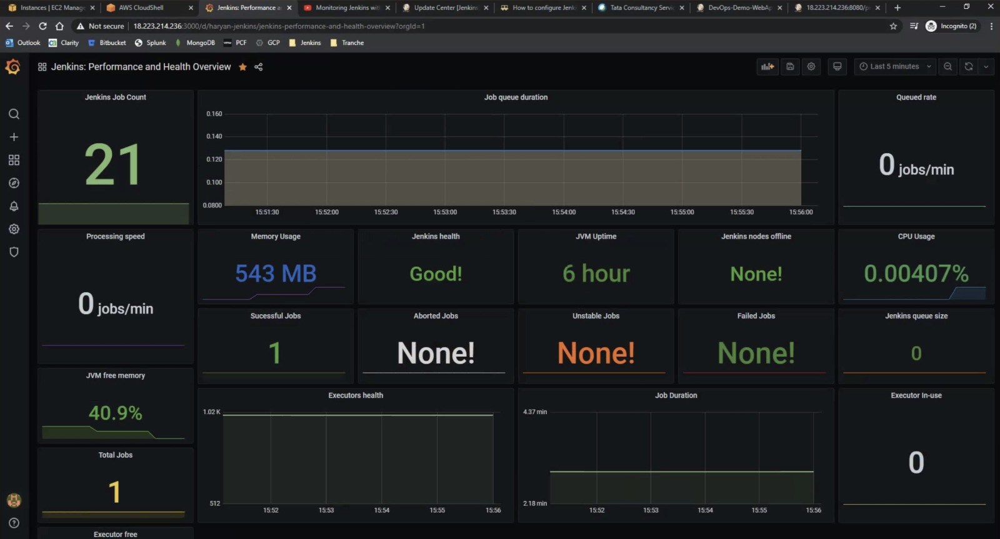 Instances | EC2 Manag
AWS CloudShell
Jenkins: Performance a
Monitoring Jenkins wit
Update Center [Jenkins
How to configure Jenk
Tata Consultancy Servic
DevOps-Demo-WebAp
18.223.214.236:8080/p
Not secure
18.223.214.236:3000/d/haryan-jenkins/jenkins-performance-and-health-overview?orgId=1
Incognito (2)
Outlook
Clarity
Bitbucket
Splunk
MongoDB
PCF
GCP
Jenkins
Tranche
Jenkins: Performance and Health Overview
Last 5 minutes
Jenkins Job Count
21
Job queue duration
0.160
0.140
0.120
0.100
0.0800
15:51:30
15:52:00
15:52:30
15:53:00
15:53:30
15:54:00
15:54:30
15:55:00
15:55:30
15:56:00
Queued rate
0 jobs/min
Processing speed
0 jobs/min
Memory Usage
543 MB
Jenkins health
Good!
JVM Uptime
6 hour
Jenkins nodes offline
None!
CPU Usage
0.00407%
Sucessful Jobs
1
Aborted Jobs
None!
Unstable Jobs
None!
Failed Jobs
None!
Jenkins queue size
0
JVM free memory
40.9%
Executors health
1.02 K
512
15:52
15:53
15:54
15:55
15:56
Job Duration
4.37 min
2.18 min
15:52
15:53
15:54
15:55
15:56
Executor In-use
0
Total Jobs
1
Executor free